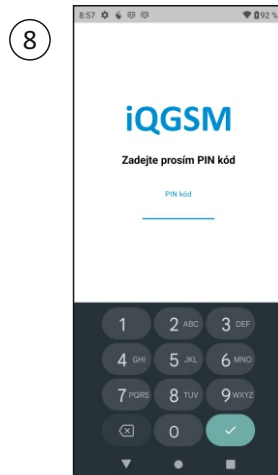 8
8:57 92 %
iQGSM
Zadejte prosím PIN kód
PIN kód
1 2 ABC 3 DEF
4 GHI 5 JKL 6 MNO
7 PQRS 8 TUV 9 WXYZ
0